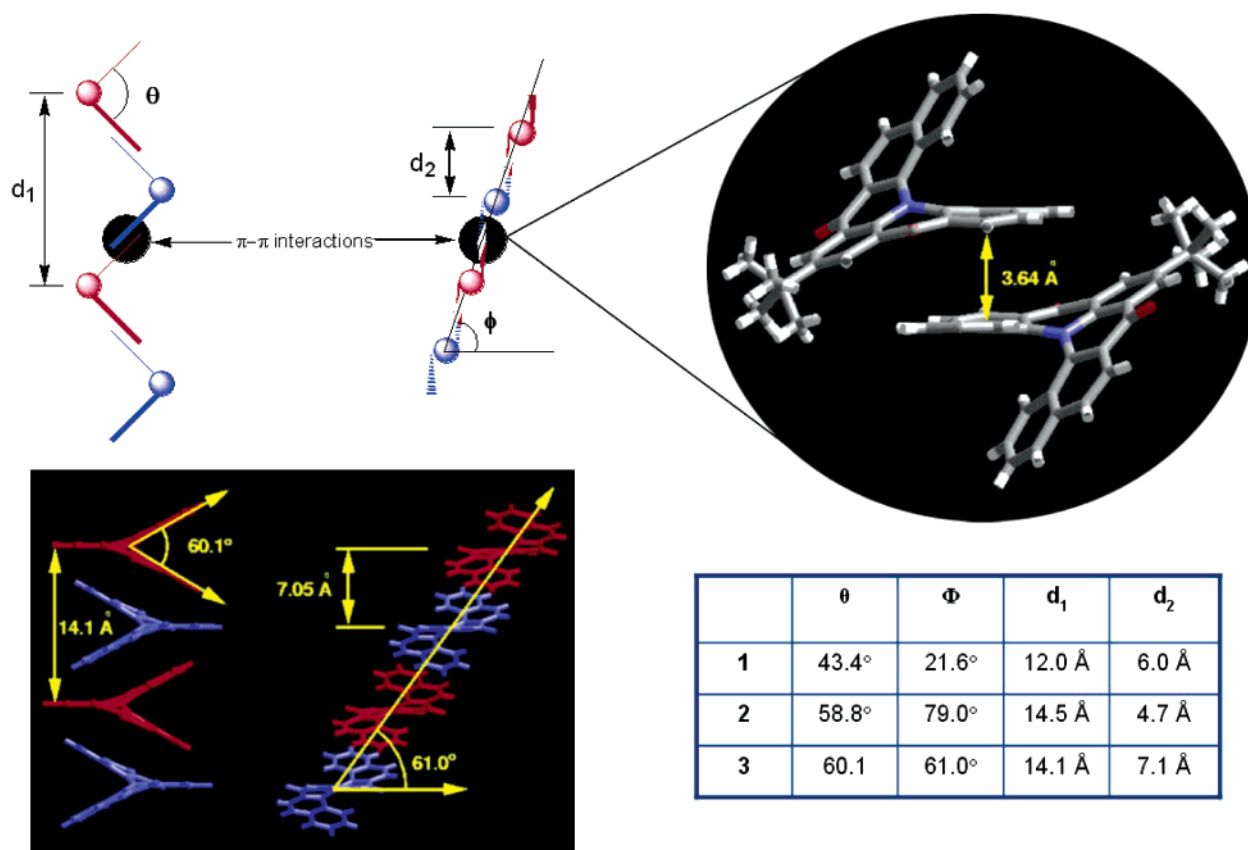 θ
d1
d2
π-π interactions
ϕ
3.64 Å
60.1º
14.1 Å
7.05 Å
61.0º
θ Φ d1 d2
1 43.4° 21.6° 12.0 Å 6.0 Å
2 58.8° 79.0° 14.5 Å 4.7 Å
3 60.1 61.0° 14.1 Å 7.1 Å